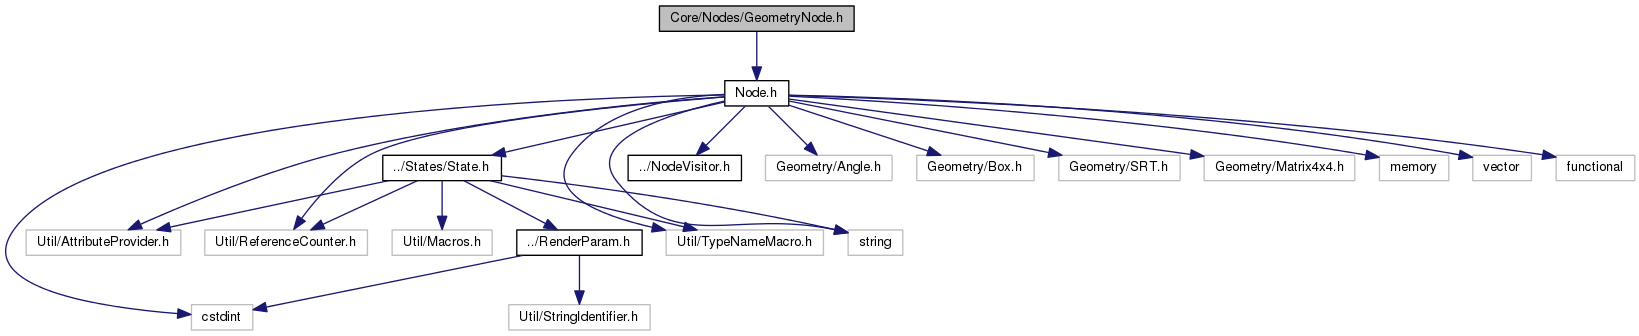 Core/Nodes/GeometryNode.h
Node.h
../States/State.h
../NodeVisitor.h
Geometry/Angle.h
Geometry/Box.h
Geometry/SRT.h
Geometry/Matrix4x4.h
memory
vector
functional
Util/AttributeProvider.h
Util/ReferenceCounter.h
Util/Macros.h
../RenderParam.h
Util/TypeNameMacro.h
string
cstdint
Util/StringIdentifier.h